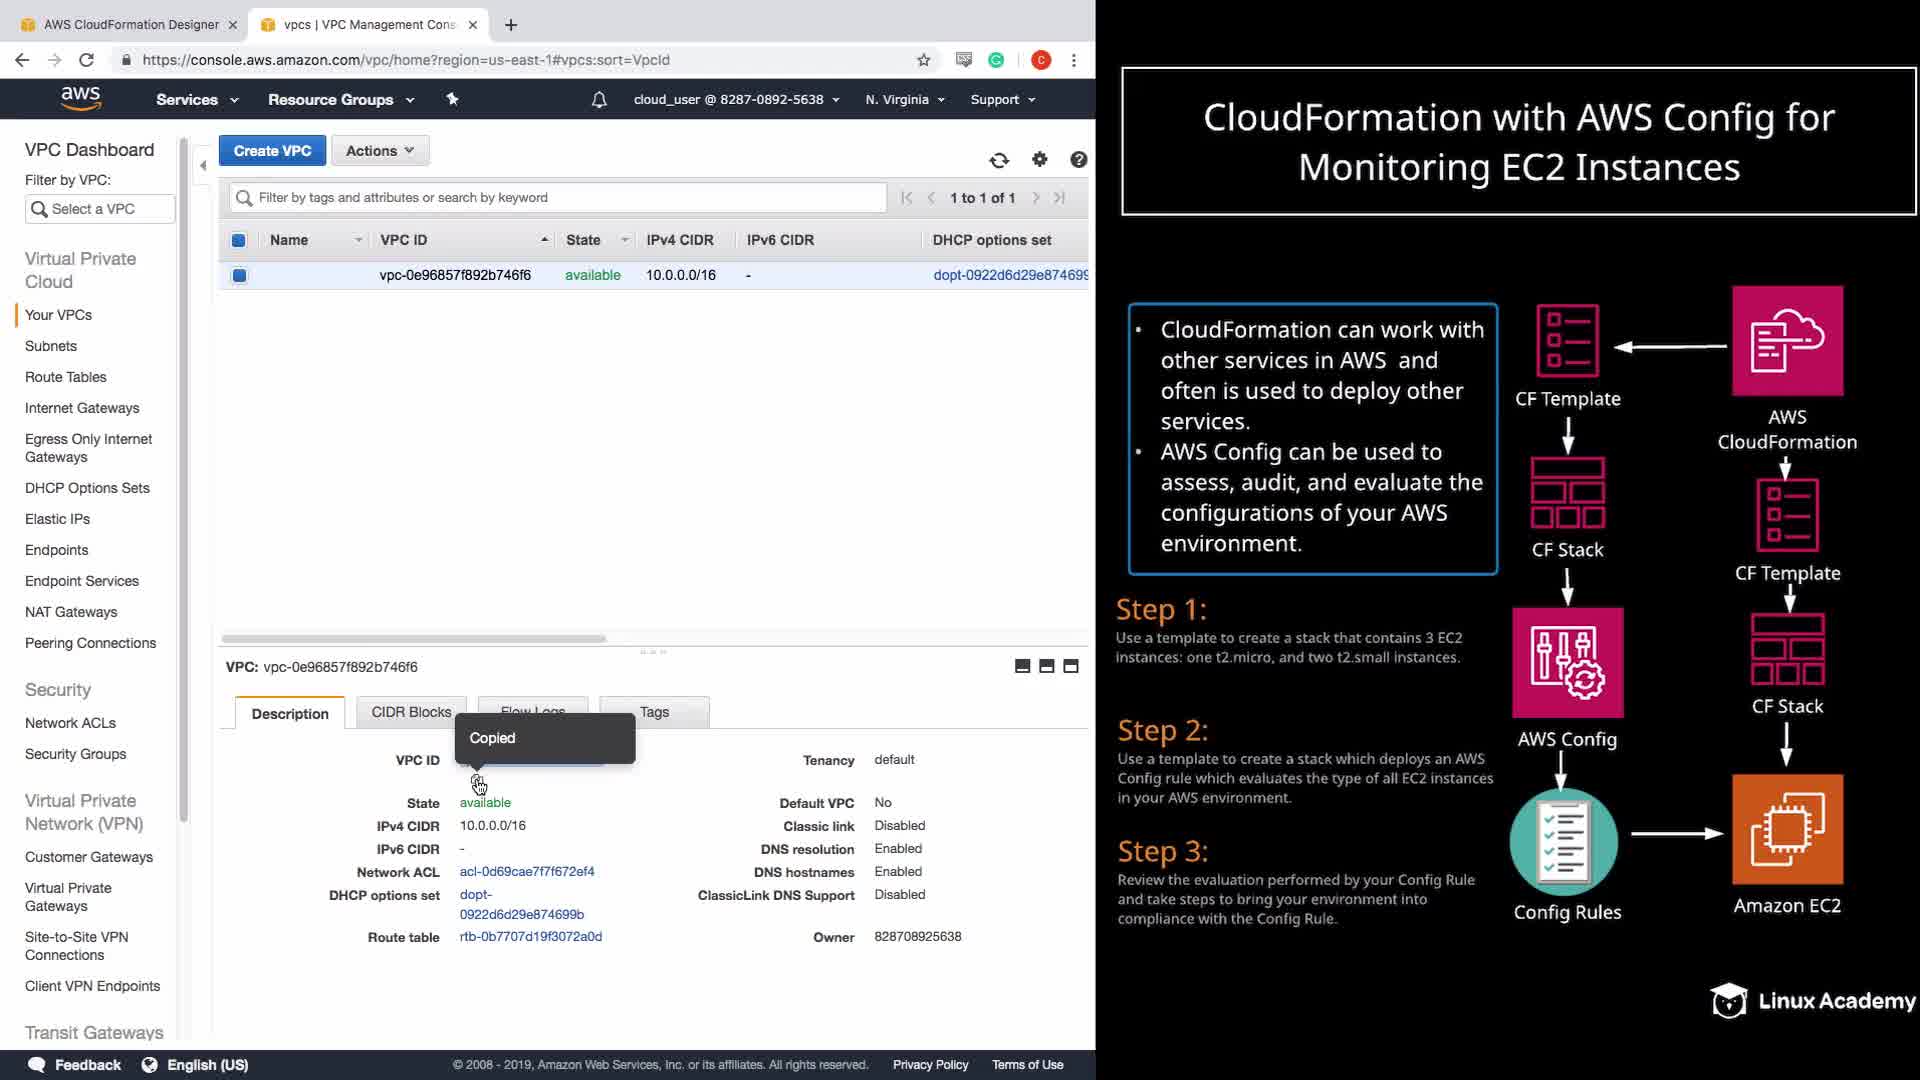 AWS CloudFormation Designer
vpcs | VPC Management Cons
https://console.aws.amazon.com/vpc/home?region=us-east-1#vpcs:sort=VpcId
C
aws
Services
Resource Groups
cloud_user @ 8287-0892-5638
N. Virginia
Support
VPC Dashboard
Filter by VPC:
Select a VPC
Virtual Private
Cloud
Your VPCs
Subnets
Route Tables
Internet Gateways
Egress Only Internet
Gateways
DHCP Options Sets
Elastic IPs
Endpoints
Endpoint Services
NAT Gateways
Peering Connections
Security
Network ACLs
Security Groups
Virtual Private
Network (VPN)
Customer Gateways
Virtual Private
Gateways
Site-to-Site VPN
Connections
Client VPN Endpoints
Transit Gateways
Create VPC
Actions
Filter by tags and attributes or search by keyword
1 to 1 of 1
Name VPC ID State IPv4 CIDR IPv6 CIDR DHCP options set
vpc-0e96857f892b746f6 available 10.0.0.0/16 - dopt-0922d6d29e874699
VPC: vpc-0e96857f892b746f6
Description CIDR Blocks Flow Logs Tags
Copied
VPC ID
State available
IPv4 CIDR 10.0.0.0/16
IPv6 CIDR -
Network ACL acl-0d69cae7f7f672ef4
DHCP options set dopt-
0922d6d29e874699b
Route table rtb-0b7707d19f3072a0d
Tenancy default
Default VPC No
Classic link Disabled
DNS resolution Enabled
DNS hostnames Enabled
ClassicLink DNS Support Disabled
Owner 828708925638
Feedback
English (US)
© 2008 - 2019, Amazon Web Services, Inc. or its affiliates. All rights reserved.
Privacy Policy
Terms of Use
CloudFormation with AWS Config for
Monitoring EC2 Instances
• CloudFormation can work with
other services in AWS and
often is used to deploy other
services.
• AWS Config can be used to
assess, audit, and evaluate the
configurations of your AWS
environment.
Step 1:
Use a template to create a stack that contains 3 EC2
instances: one t2.micro, and two t2.small instances.
Step 2:
Use a template to create a stack which deploys an AWS
Config rule which evaluates the type of all EC2 instances
in your AWS environment.
Step 3:
Review the evaluation performed by your Config Rule
and take steps to bring your environment into
compliance with the Config Rule.
CF Template
CF Stack
AWS Config
Config Rules
AWS
CloudFormation
CF Template
CF Stack
Amazon EC2
Linux Academy